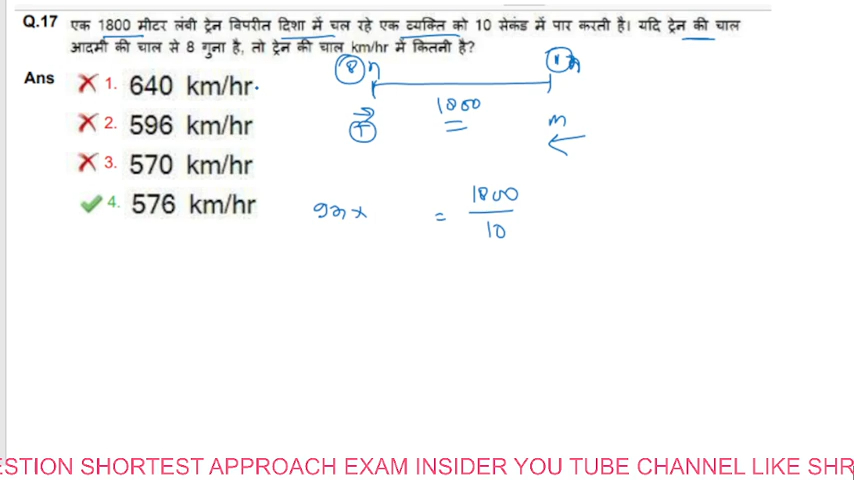 Q.17 एक 1800 मीटर लंबी ट्रेन विपरीत दिशा में चल रहे एक व्यक्ति को 10 सेकंड में पार करती है। यदि ट्रेन की चाल
आदमी की चाल से 8 गुना है, तो ट्रेन की चाल km/hr में कितनी है?
Ans 1. 640 km/hr
2. 596 km/hr
3. 570 km/hr
4. 576 km/hr
8x
1x
1800
T
m
9x = 1800
10
ESTION SHORTEST APPROACH EXAM INSIDER YOU TUBE CHANNEL LIKE SHR